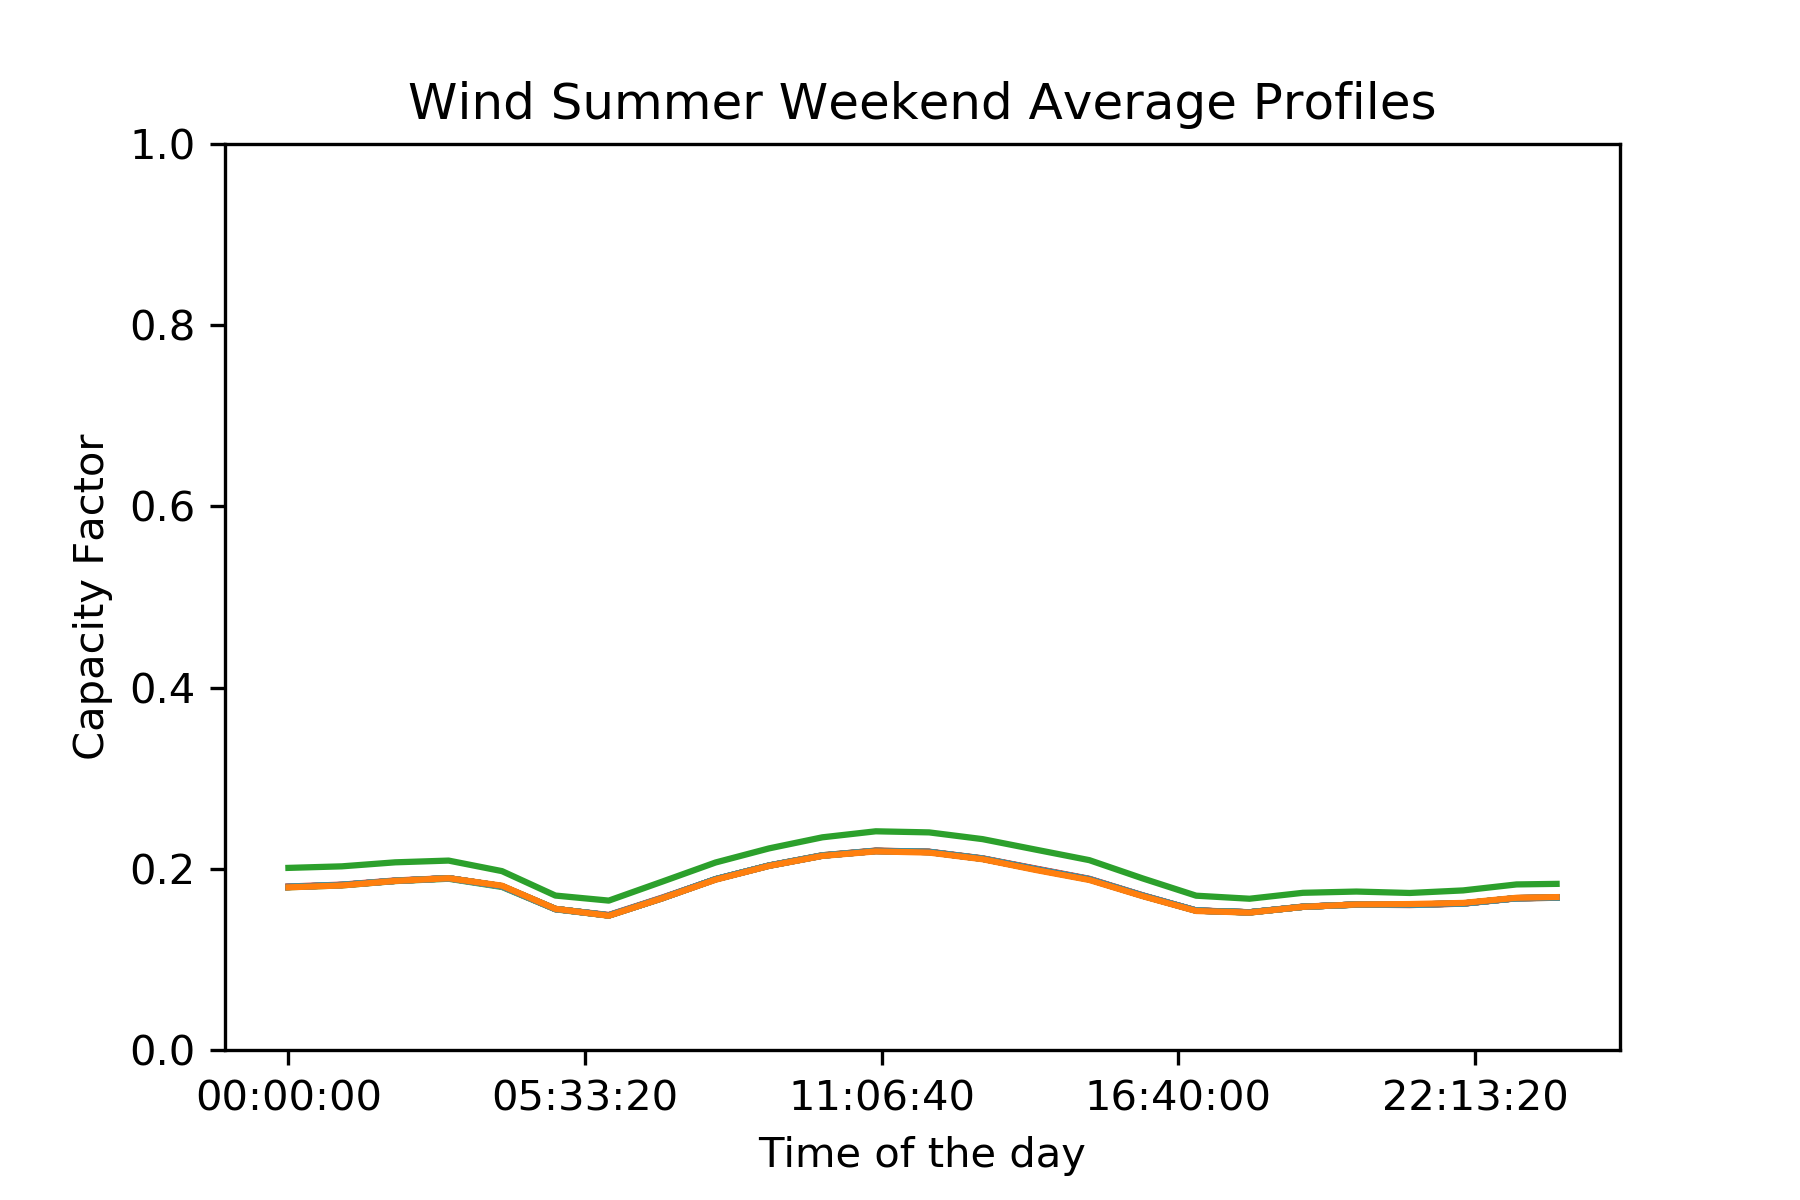 Wind Summer Weekend Average Profiles
1.0
0.8
0.6
0.4
0.2
0.0
Capacity Factor
00:00:00 05:33:20 11:06:40 16:40:00 22:13:20
Time of the day